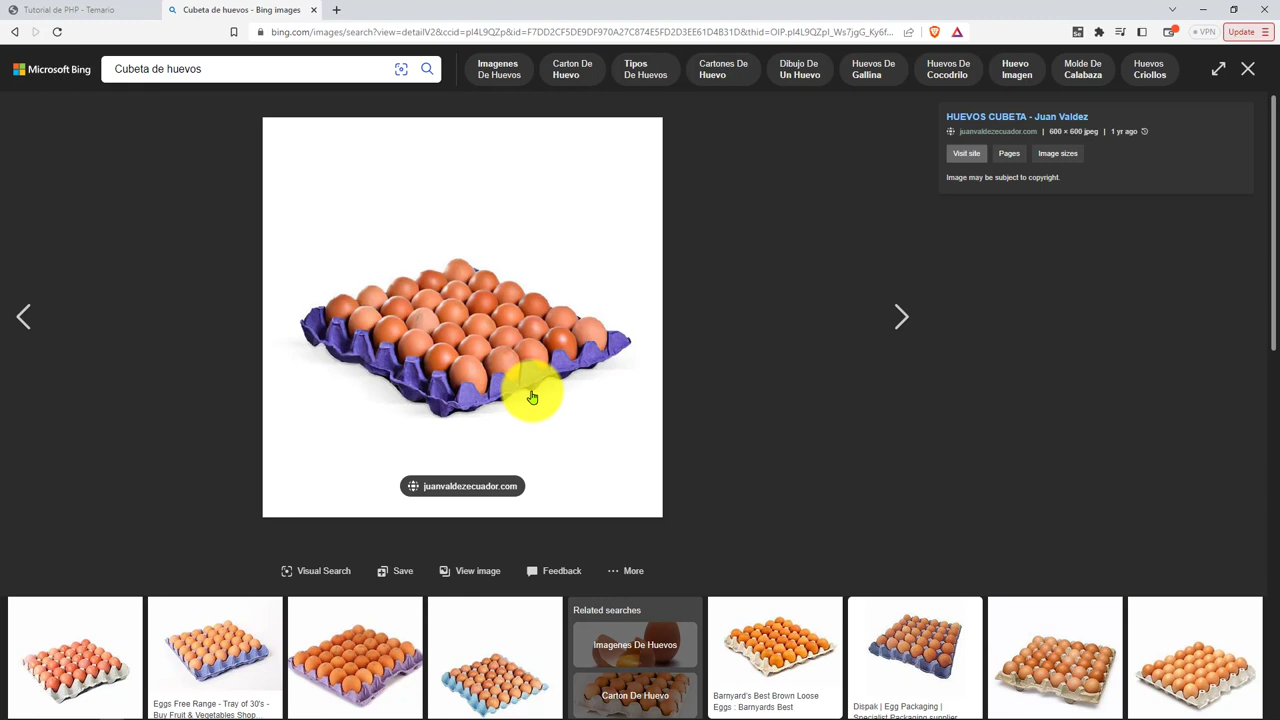 Tutorial de PHP - Temario
Cubeta de huevos - Bing images
bing.com/images/search?view=detailV2&ccid=pl4L9QZp&id=F7DD2CF5DE9DF970A27C874E5FD2D3EE61D4B31D&thid=OIP.pl4L9QZpl_Ws7jgG_Ky6f...
VPN
Update
Microsoft Bing
Cubeta de huevos
Imagenes
De Huevos
Carton De
Huevo
Tipos
De Huevos
Cartones De
Huevo
Dibujo De
Un Huevo
Huevos De
Gallina
Huevos De
Cocodrilo
Huevo
Imagen
Molde De
Calabaza
Huevos
Criollos
HUEVOS CUBETA - Juan Valdez
juanvaldezecuador.com | 600 × 600 jpeg | 1 yr ago
Visit site
Pages
Image sizes
Image may be subject to copyright.
juanvaldezecuador.com
Visual Search
Save
View image
Feedback
More
Related searches
Imagenes De Huevos
Carton De Huevo
Eggs Free Range - Tray of 30's -
Buy Fruit & Vegetables Shop...
Barnyard's Best Brown Loose
Eggs : Barnyards Best
Dispak | Egg Packaging |
Specialist Packaging supplier